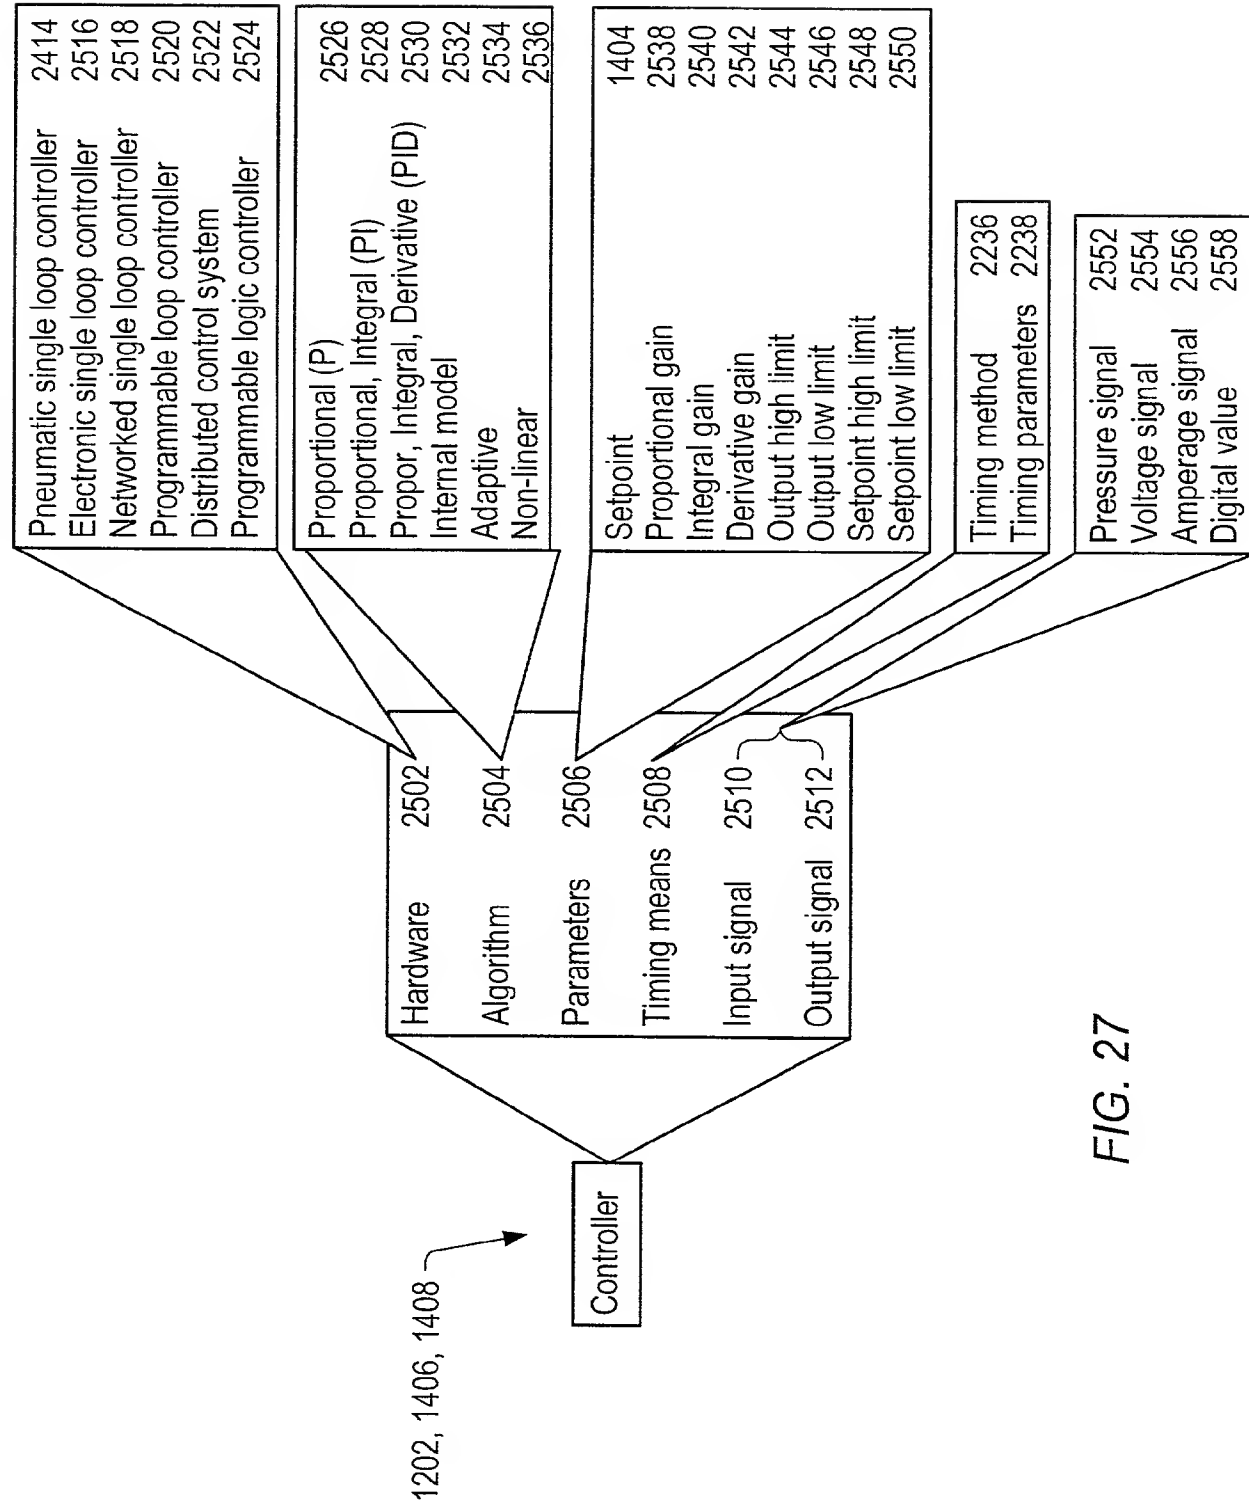 1202, 1406, 1408
Controller
Hardware 2502
Algorithm 2504
Parameters 2506
Timing means 2508
Input signal 2510
Output signal 2512
Pneumatic single loop controller 2414
Electronic single loop controller 2516
Networked single loop controller 2518
Programmable loop controller 2520
Distributed control system 2522
Programmable logic controller 2524
Proportional (P) 2526
Proportional, Integral (PI) 2528
Propor, Integral, Derivative (PID) 2530
Internal model 2532
Adaptive 2534
Non-linear 2536
Setpoint 1404
Proportional gain 2538
Integral gain 2540
Derivative gain 2542
Output high limit 2544
Output low limit 2546
Setpoint high limit 2548
Setpoint low limit 2550
Timing method 2236
Timing parameters 2238
Pressure signal 2552
Voltage signal 2554
Amperage signal 2556
Digital value 2558
FIG. 27